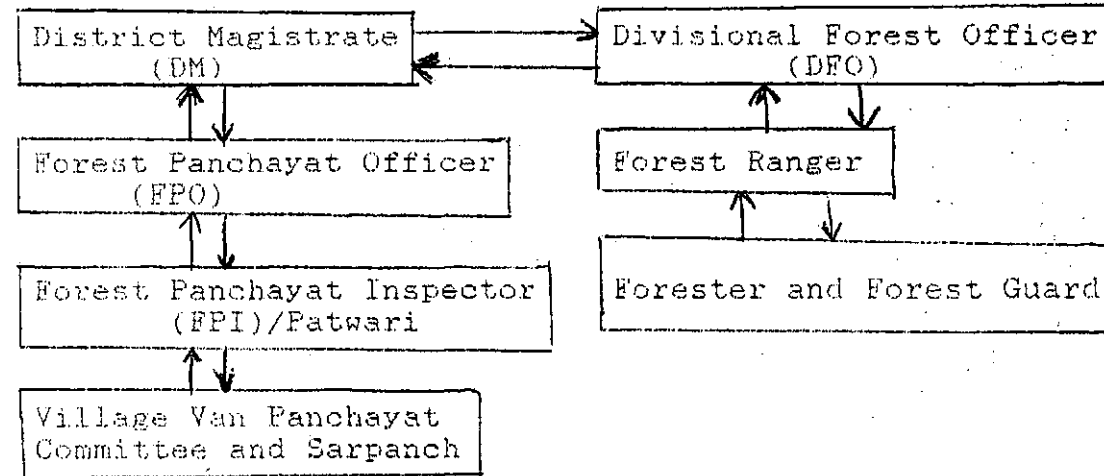 District Magistrate
(DM)
Divisional Forest Officer
(DFO)
Forest Panchayat Officer
(FPO)
Forest Ranger
Forest Panchayat Inspector
(FPI)/Patwari
Forester and Forest Guard
Village Van Panchayat
Committee and Sarpanch